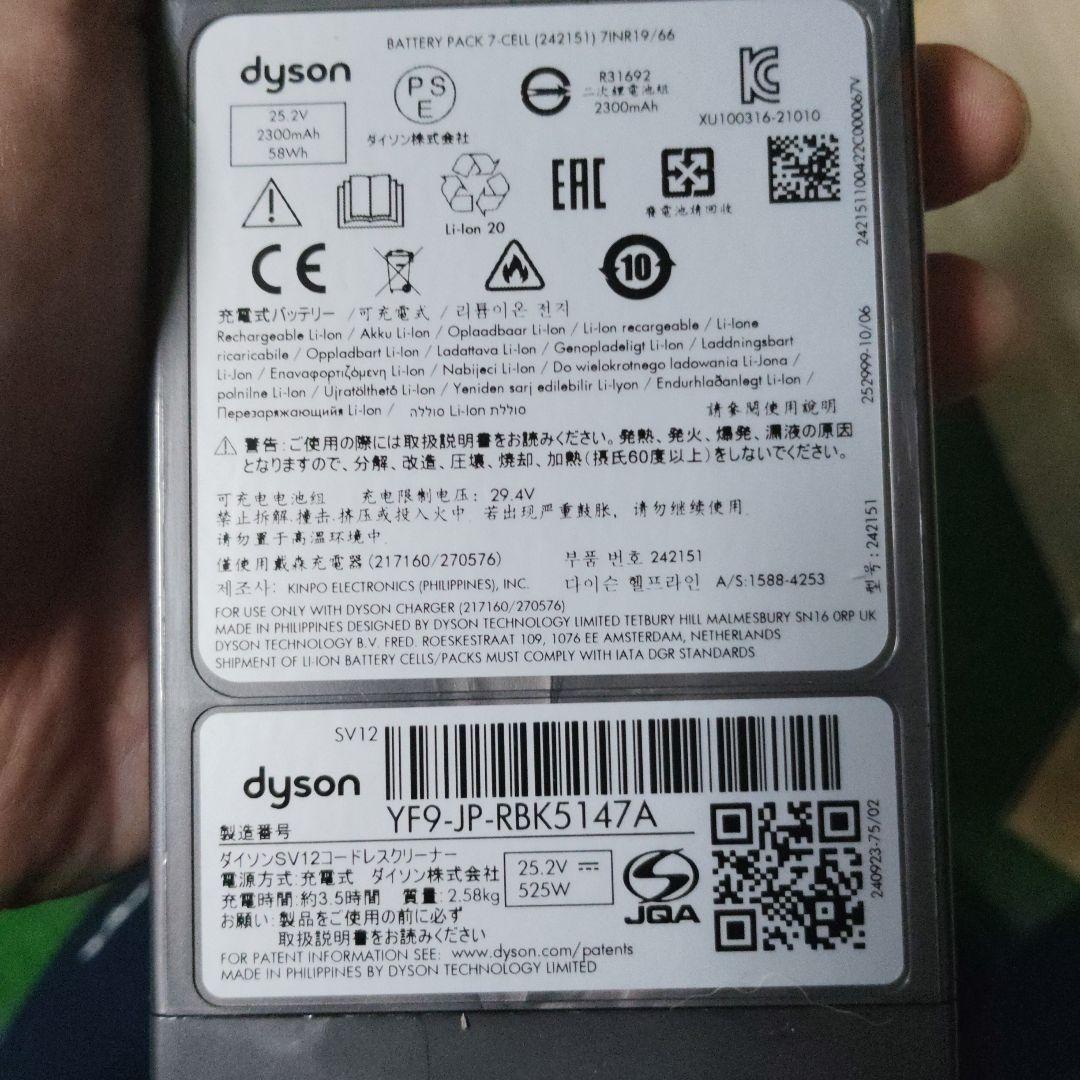 BATTERY PACK 7-CELL (242151) 7INR19/66
dyson
25.2V
2300mAh
58Wh
PS
E
ダイソン株式会社
R31692
二次鋰電池組
2300mAh
XU100316-21010
Li-Ion 20
EAC
廢電池請回收
CE
10
充電式バッテリー / 可充電式 / 리튬이온 전지
Rechargeable Li-Ion / Akku Li-Ion / Oplaadbaar Li-Ion / Li-Ion recargeable / Li-Ione
ricaricabile / Oppladbart Li-Ion / Ladattava Li-Ion / Genopladeligt Li-Ion / Laddningsbart
Li-Jon / Επαναφορτιζόμενη Li-Ion / Nabíjecí Li-Ion / Do wielokrotnego ladowania Li-Jona /
polnilne Li-Ion / Ujratölthető Li-Ion / Yeniden sarj edilebilir Li-Iyon / Endurhlaðanlegt Li-Ion /
Перезаряжающийя Li-Ion / סוללת Li-Ion סוללה
請參閱使用說明
警告:ご使用の際には取扱説明書をお読みください。発熱、発火、爆発、漏液の原因
となりますので、分解、改造、圧壊、焼却、加熱(摂氏60度以上)をしないでください。
可充电电池组 充电限制电压: 29.4V
禁止拆解.撞击.挤压或投入火中. 若出现严重鼓胀, 请勿继续使用.
请勿置于高温环境中.
僅使用戴森充電器(217160/270576) 부품 번호 242151
제조사: KINPO ELECTRONICS (PHILIPPINES), INC. 다이슨 헬프라인 A/S:1588-4253
FOR USE ONLY WITH DYSON CHARGER (217160/270576)
MADE IN PHILIPPINES DESIGNED BY DYSON TECHNOLOGY LIMITED TETBURY HILL MALMESBURY SN16 0RP UK
DYSON TECHNOLOGY B.V. FRED. ROESKESTRAAT 109, 1076 EE AMSTERDAM, NETHERLANDS
SHIPMENT OF LI-ION BATTERY CELLS/PACKS MUST COMPLY WITH IATA DGR STANDARDS
242151100422C000067V
252999-10/06
型号: 242151
SV12
dyson
YF9-JP-RBK5147A
製造番号
ダイソンSV12コードレスクリーナー
電源方式:充電式 ダイソン株式会社
充電時間:約3.5時間 質量:2.58kg
お願い:製品をご使用の前に必ず
取扱説明書をお読みください
25.2V
525W
JQA
FOR PATENT INFORMATION SEE: www.dyson.com/patents
MADE IN PHILIPPINES BY DYSON TECHNOLOGY LIMITED
240923-75/02